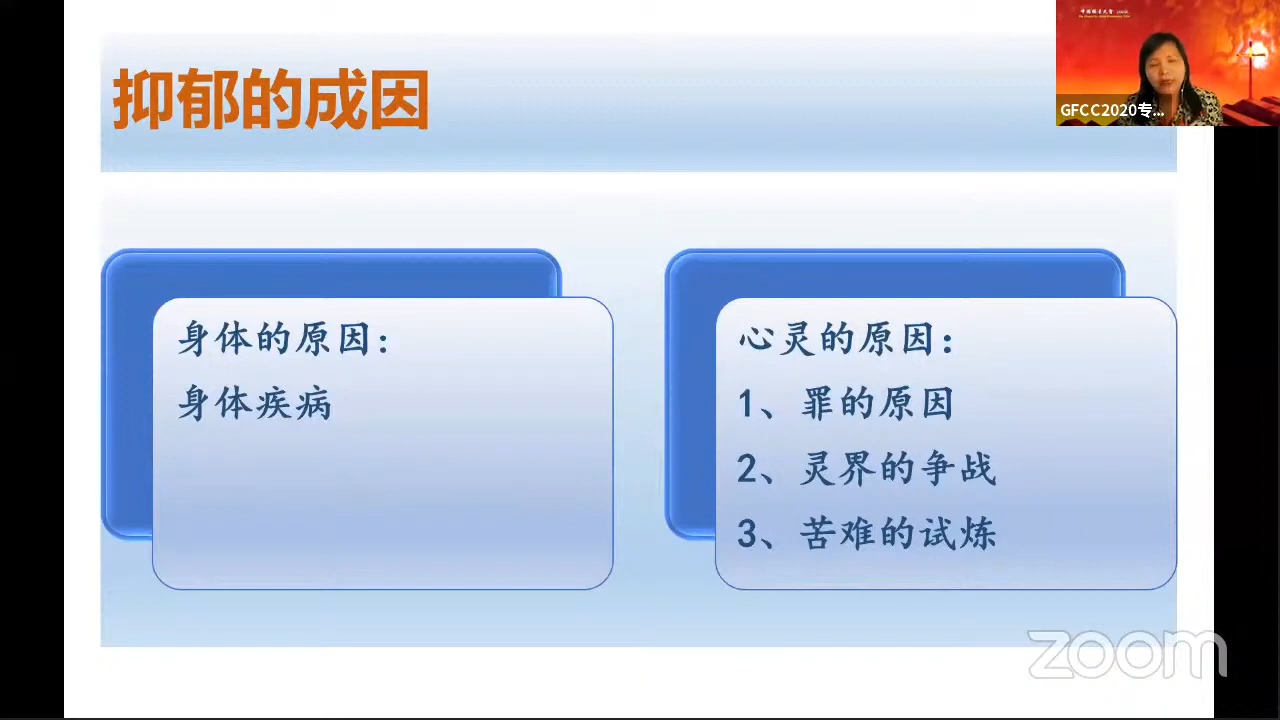 抑郁的成因
身体的原因：
身体疾病
心灵的原因：
1、罪的原因
2、灵界的争战
3、苦难的试炼
GFCC2020专...
zoom